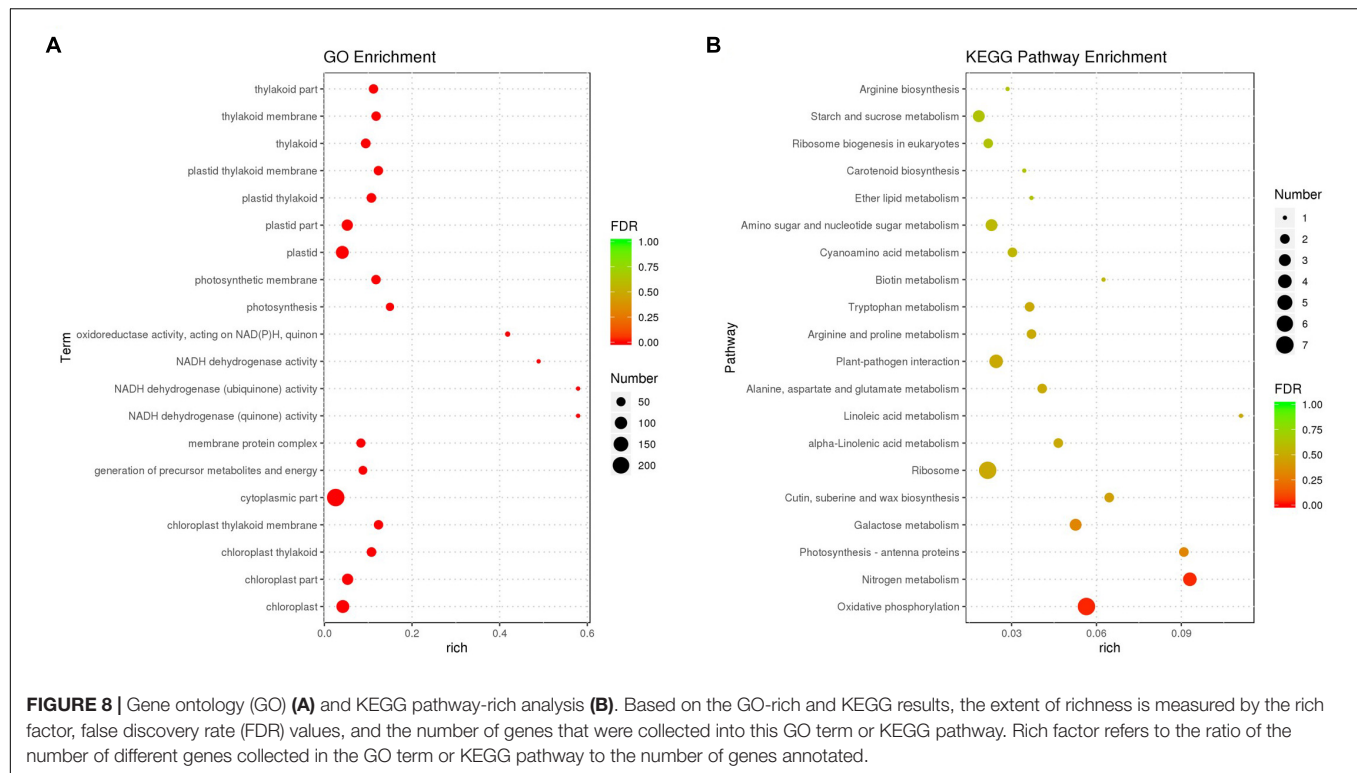 A
GO Enrichment
Term
thylakoid part
thylakoid membrane
thylakoid
plastid thylakoid membrane
plastid thylakoid
plastid part
plastid
photosynthetic membrane
photosynthesis
oxidoreductase activity, acting on NAD(P)H, quinon
NADH dehydrogenase activity
NADH dehydrogenase (ubiquinone) activity
NADH dehydrogenase (quinone) activity
membrane protein complex
generation of precursor metabolites and energy
cytoplasmic part
chloroplast thylakoid membrane
chloroplast thylakoid
chloroplast part
chloroplast
0.0 0.2 0.4 0.6
rich
FDR
1.00
0.75
0.50
0.25
0.00
Number
50
100
150
200
B
KEGG Pathway Enrichment
Pathway
Arginine biosynthesis
Starch and sucrose metabolism
Ribosome biogenesis in eukaryotes
Carotenoid biosynthesis
Ether lipid metabolism
Amino sugar and nucleotide sugar metabolism
Cyanoamino acid metabolism
Biotin metabolism
Tryptophan metabolism
Arginine and proline metabolism
Plant-pathogen interaction
Alanine, aspartate and glutamate metabolism
Linoleic acid metabolism
alpha-Linolenic acid metabolism
Ribosome
Cutin, suberine and wax biosynthesis
Galactose metabolism
Photosynthesis - antenna proteins
Nitrogen metabolism
Oxidative phosphorylation
0.03 0.06 0.09
rich
Number
1
2
3
4
5
6
7
FDR
1.00
0.75
0.50
0.25
0.00
FIGURE 8 | Gene ontology (GO) (A) and KEGG pathway-rich analysis (B). Based on the GO-rich and KEGG results, the extent of richness is measured by the rich
factor, false discovery rate (FDR) values, and the number of genes that were collected into this GO term or KEGG pathway. Rich factor refers to the ratio of the
number of different genes collected in the GO term or KEGG pathway to the number of genes annotated.